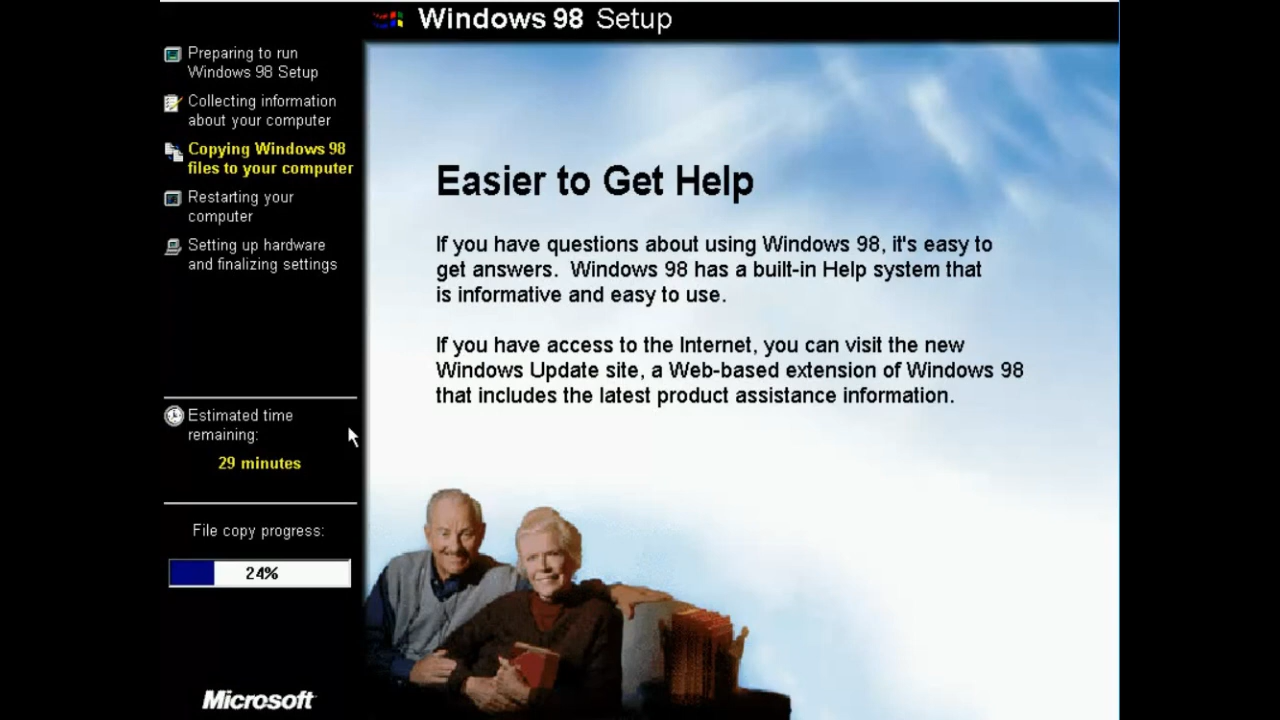 Windows 98 Setup
Preparing to run
Windows 98 Setup
Collecting information
about your computer
Copying Windows 98
files to your computer
Restarting your
computer
Setting up hardware
and finalizing settings
Estimated time
remaining:
29 minutes
File copy progress:
24%
Microsoft
Easier to Get Help
If you have questions about using Windows 98, it's easy to
get answers.  Windows 98 has a built-in Help system that
is informative and easy to use.
If you have access to the Internet, you can visit the new
Windows Update site, a Web-based extension of Windows 98
that includes the latest product assistance information.